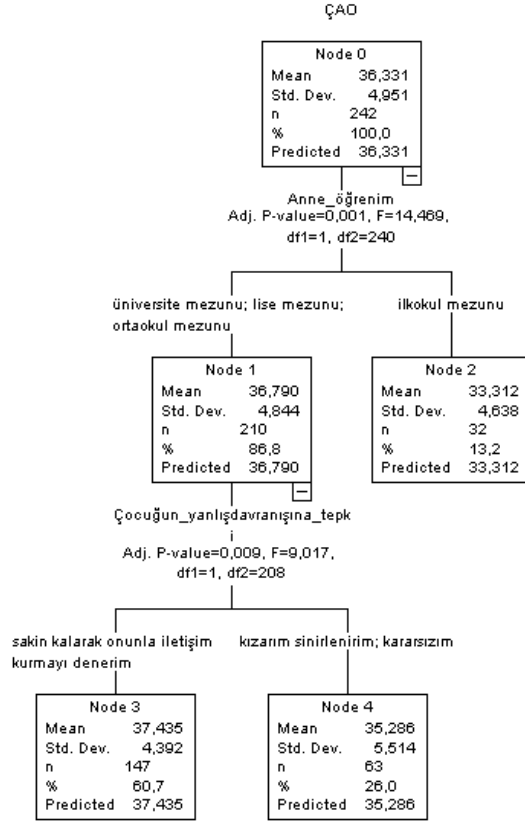 ÇAO
Node 0
Mean 36,331
Std. Dev. 4,951
n 242
% 100,0
Predicted 36,331
Anne_öğrenim
Adj. P-value=0,001, F=14,469,
df1=1, df2=240
üniversite mezunu; lise mezunu;
ortaokul mezunu
ilkokul mezunu
Node 1
Mean 36,790
Std. Dev. 4,844
n 210
% 86,8
Predicted 36,790
Node 2
Mean 33,312
Std. Dev. 4,638
n 32
% 13,2
Predicted 33,312
Çocuğun_yanlışdavranışına_tepk
i
Adj. P-value=0,009, F=9,017,
df1=1, df2=208
sakin kalarak onunla iletişim
kurmayı denerim
kızarım sinirlenirim; kararsızım
Node 3
Mean 37,435
Std. Dev. 4,392
n 147
% 60,7
Predicted 37,435
Node 4
Mean 35,286
Std. Dev. 5,514
n 63
% 26,0
Predicted 35,286